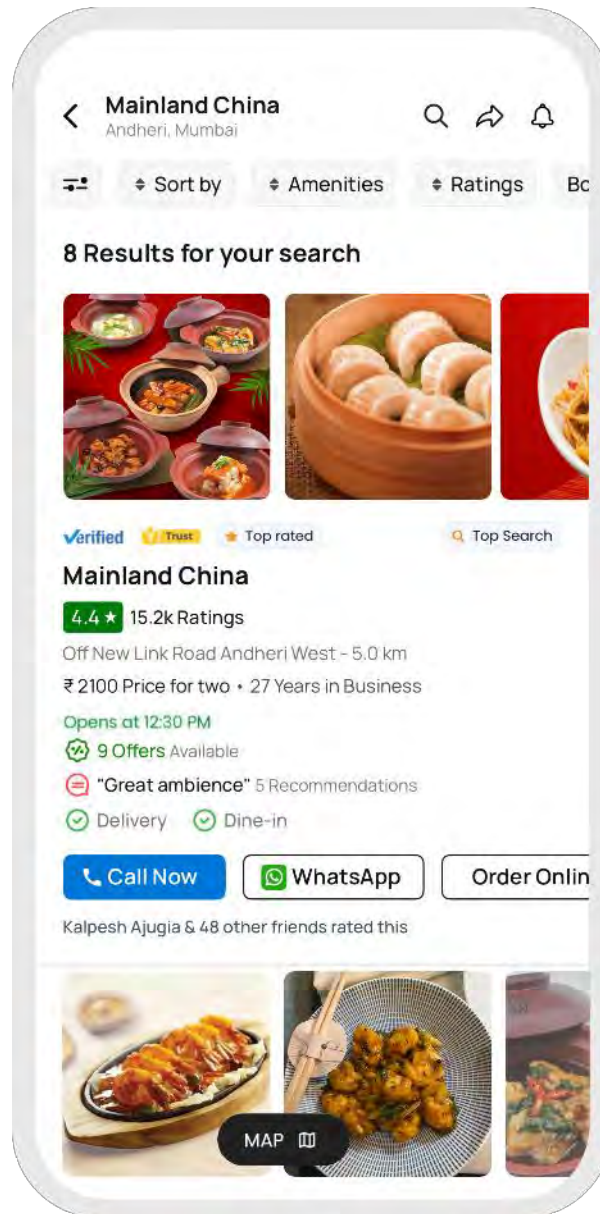 Mainland China
Andheri, Mumbai
Sort by Amenities Ratings Bo
8 Results for your search
Verified Trust Top rated Top Search
Mainland China
4.4★ 15.2k Ratings
Off New Link Road Andheri West - 5.0 km
₹ 2100 Price for two • 27 Years in Business
Opens at 12:30 PM
9 Offers Available
"Great ambience" 5 Recommendations
Delivery Dine-in
Call Now WhatsApp Order Onlin
Kalpesh Ajugia & 48 other friends rated this
MAP